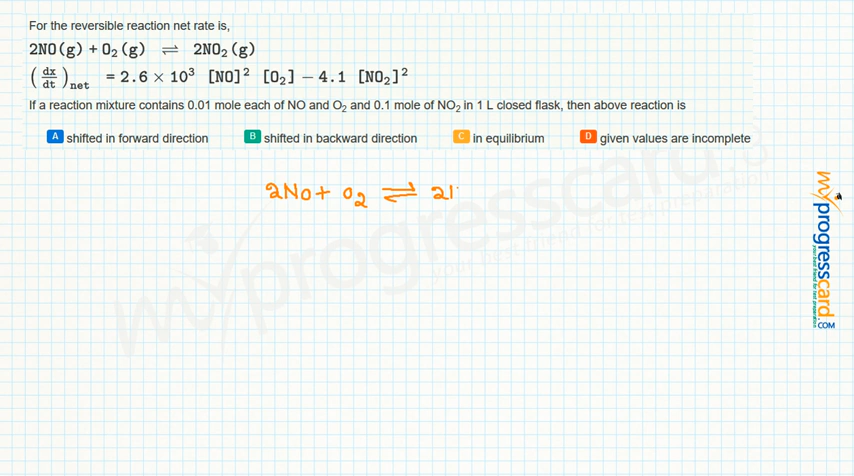 For the reversible reaction net rate is,
2NO(g) + O₂(g) ⇌ 2NO₂(g)
(dx/dt)net = 2.6 × 10³ [NO]² [O₂] − 4.1 [NO₂]²
If a reaction mixture contains 0.01 mole each of NO and O₂ and 0.1 mole of NO₂ in 1 L closed flask, then above reaction is
A shifted in forward direction B shifted in backward direction C in equilibrium D given values are incomplete
2NO + O₂ ⇌ 2
myprogresscard
myprogresscard.COM